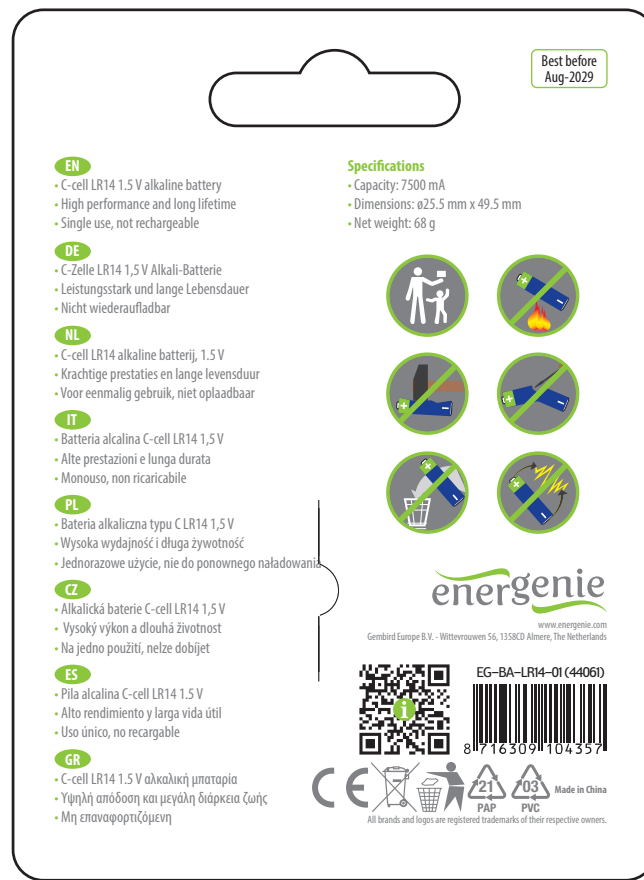 Best before
Aug-2029
EN
• C-cell LR14 1.5 V alkaline battery
• High performance and long lifetime
• Single use, not rechargeable
DE
• C-Zelle LR14 1,5 V Alkali-Batterie
• Leistungsstark und lange Lebensdauer
• Nicht wiederaufladbar
NL
• C-cell LR14 alkaline batterij, 1.5 V
• Krachtige prestaties en lange levensduur
• Voor eenmalig gebruik, niet oplaadbaar
IT
• Batteria alcalina C-cell LR14 1,5 V
• Alte prestazioni e lunga durata
• Monouso, non ricaricabile
PL
• Bateria alkaliczna typu C LR14 1,5 V
• Wysoka wydajność i długa żywotność
• Jednorazowe użycie, nie do ponownego naładowania
CZ
• Alkalická baterie C-cell LR14 1,5 V
• Vysoký výkon a dlouhá životnost
• Na jedno použití, nelze dobíjet
ES
• Pila alcalina C-cell LR14 1.5 V
• Alto rendimiento y larga vida útil
• Uso único, no recargable
GR
• C-cell LR14 1.5 V αλκαλική μπαταρία
• Υψηλή απόδοση και μεγάλη διάρκεια ζωής
• Μη επαναφορτιζόμενη
Specifications
• Capacity: 7500 mA
• Dimensions: ø25.5 mm x 49.5 mm
• Net weight: 68 g
energenie
www.energenie.com
Gembird Europe B.V. - Wittevrouwen 56, 1358CD Almere, The Netherlands
EG-BA-LR14-01 (44061)
8 716309 104357
CE
21
PAP
03
PVC
Made in China
All brands and logos are registered trademarks of their respective owners.